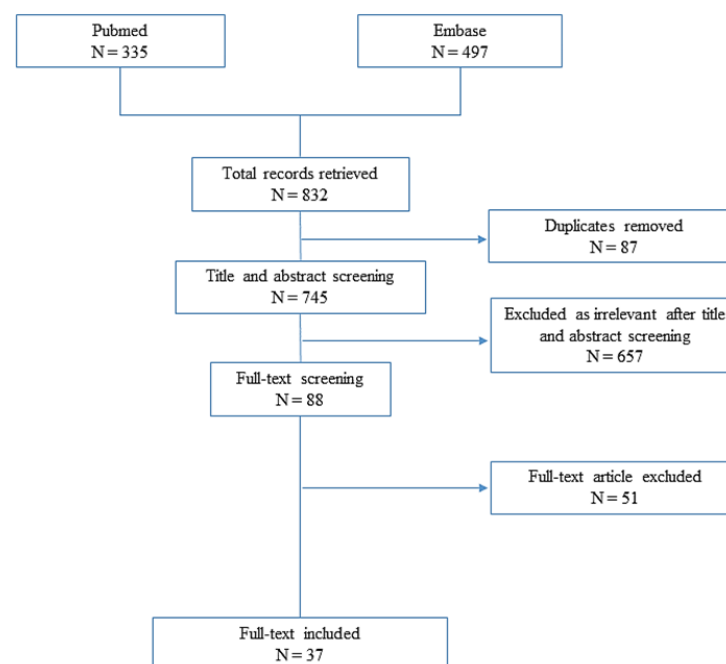 Pubmed
N = 335
Embase
N = 497
Total records retrieved
N = 832
Duplicates removed
N = 87
Title and abstract screening
N = 745
Excluded as irrelevant after title
and abstract screening
N = 657
Full-text screening
N = 88
Full-text article excluded
N = 51
Full-text included
N = 37